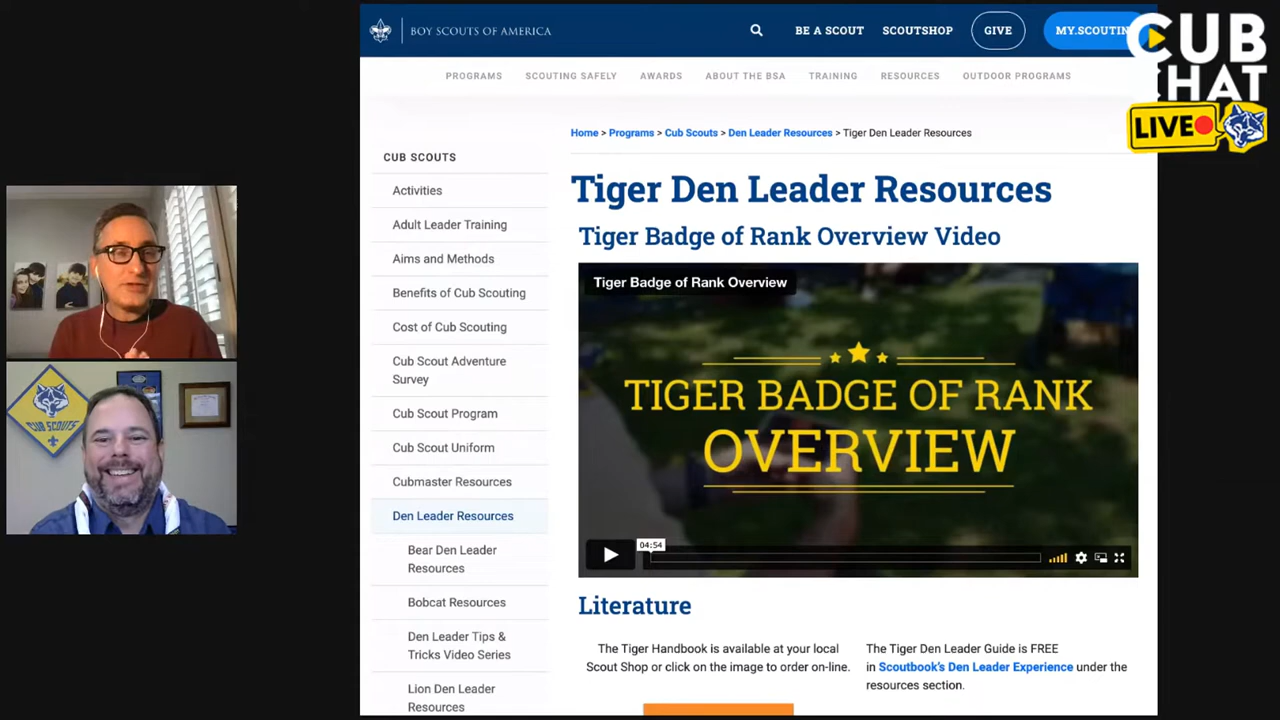 BOY SCOUTS OF AMERICA
BE A SCOUT
SCOUTSHOP
GIVE
MY.SCOUTIN
CUB
CHAT
LIVE
PROGRAMS
SCOUTING SAFELY
AWARDS
ABOUT THE BSA
TRAINING
RESOURCES
OUTDOOR PROGRAMS
Home > Programs > Cub Scouts > Den Leader Resources > Tiger Den Leader Resources
CUB SCOUTS
Activities
Adult Leader Training
Aims and Methods
Benefits of Cub Scouting
Cost of Cub Scouting
Cub Scout Adventure
Survey
Cub Scout Program
Cub Scout Uniform
Cubmaster Resources
Den Leader Resources
Bear Den Leader
Resources
Bobcat Resources
Den Leader Tips &
Tricks Video Series
Lion Den Leader
Resources
Tiger Den Leader Resources
Tiger Badge of Rank Overview Video
Tiger Badge of Rank Overview
TIGER BADGE OF RANK
OVERVIEW
04:54
Literature
The Tiger Handbook is available at your local
Scout Shop or click on the image to order on-line.
The Tiger Den Leader Guide is FREE
in Scoutbook's Den Leader Experience under the
resources section.
CUB SCOUTS